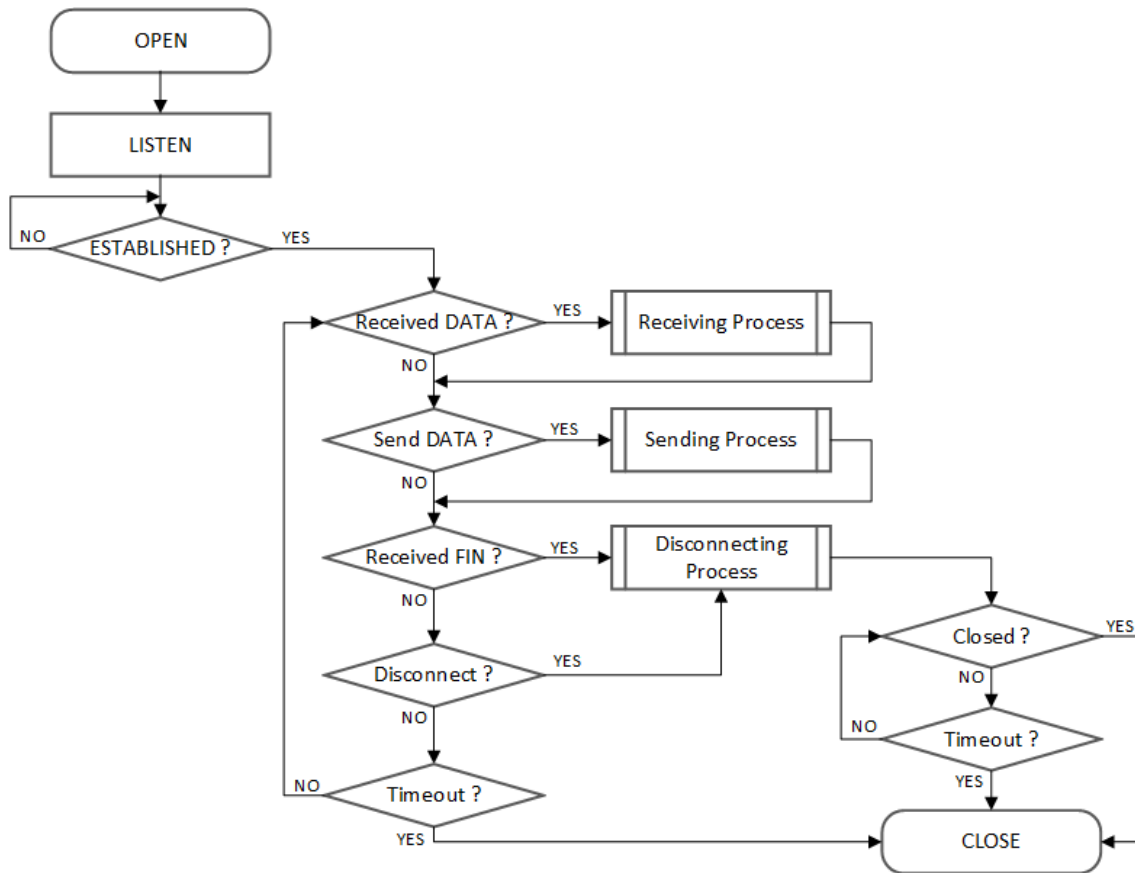 OPEN
LISTEN
ESTABLISHED ?
NO
YES
Received DATA ?
YES
Receiving Process
NO
Send DATA ?
YES
Sending Process
NO
Received FIN ?
YES
Disconnecting
Process
NO
Closed ?
YES
Disconnect ?
YES
NO
NO
NO
Timeout ?
NO
Timeout ?
YES
YES
CLOSE